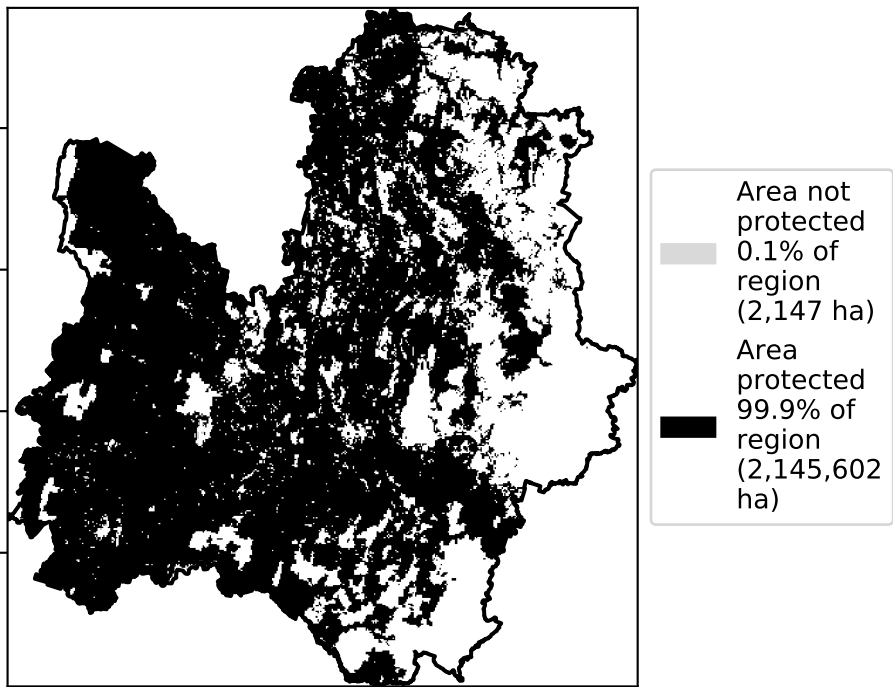 Area not
protected
0.1% of
region
(2,147 ha)
Area
protected
99.9% of
region
(2,145,602
ha)